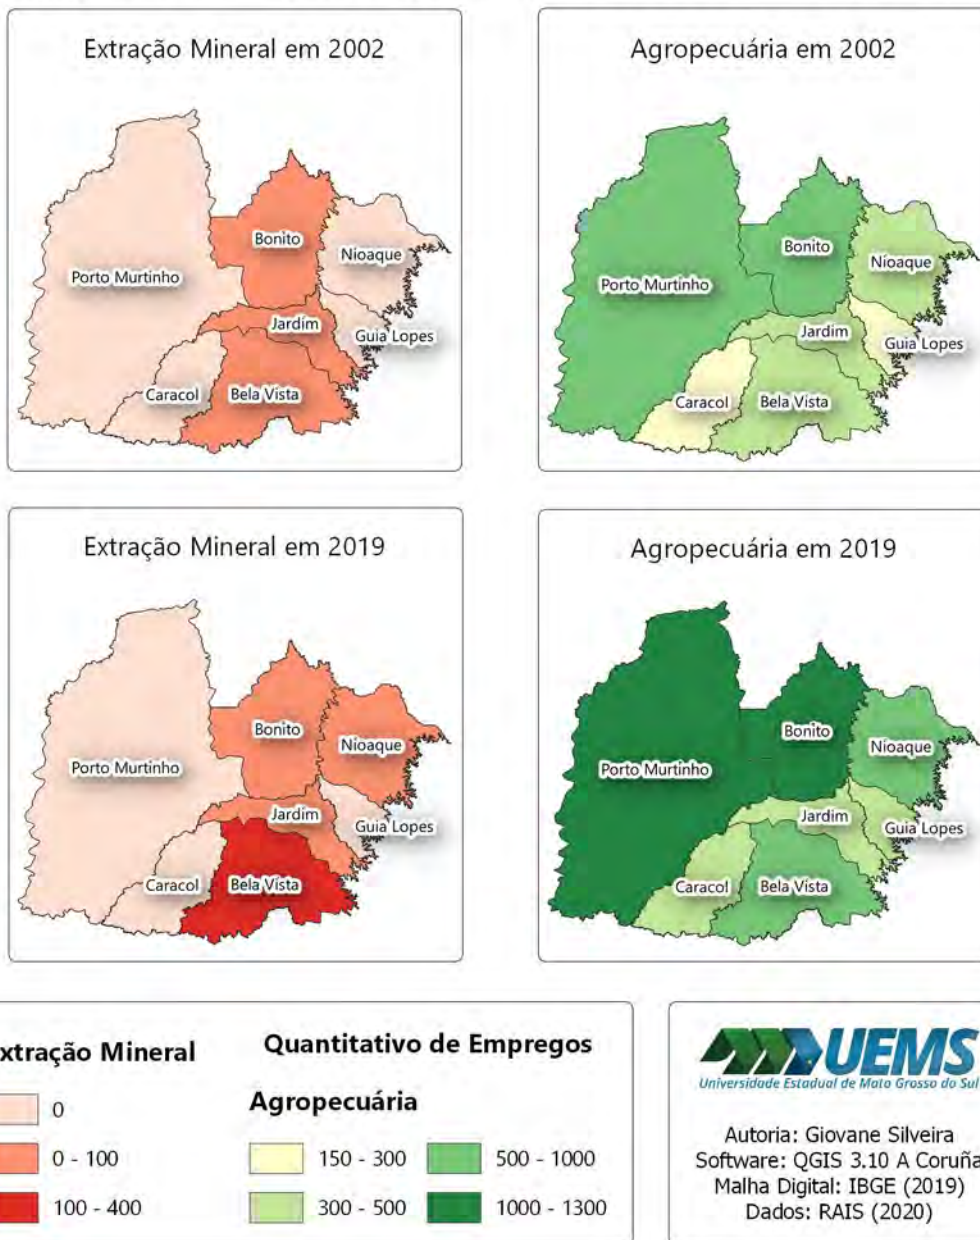 Extração Mineral em 2002
Bonito
Nioaque
Porto Murtinho
Jardim
Guia Lopes
Caracol
Bela Vista
Agropecuária em 2002
Bonito
Nioaque
Porto Murtinho
Jardim
Guia Lopes
Caracol
Bela Vista
Extração Mineral em 2019
Bonito
Nioaque
Porto Murtinho
Jardim
Guia Lopes
Caracol
Bela Vista
Agropecuária em 2019
Bonito
Nioaque
Porto Murtinho
Jardim
Guia Lopes
Caracol
Bela Vista
xtração Mineral
0
0 - 100
100 - 400
Quantitativo de Empregos
Agropecuária
150 - 300
500 - 1000
300 - 500
1000 - 1300
UEMS
Universidade Estadual de Mato Grosso do Sul
Autoria: Giovane Silveira
Software: QGIS 3.10 A Coruña
Malha Digital: IBGE (2019)
Dados: RAIS (2020)